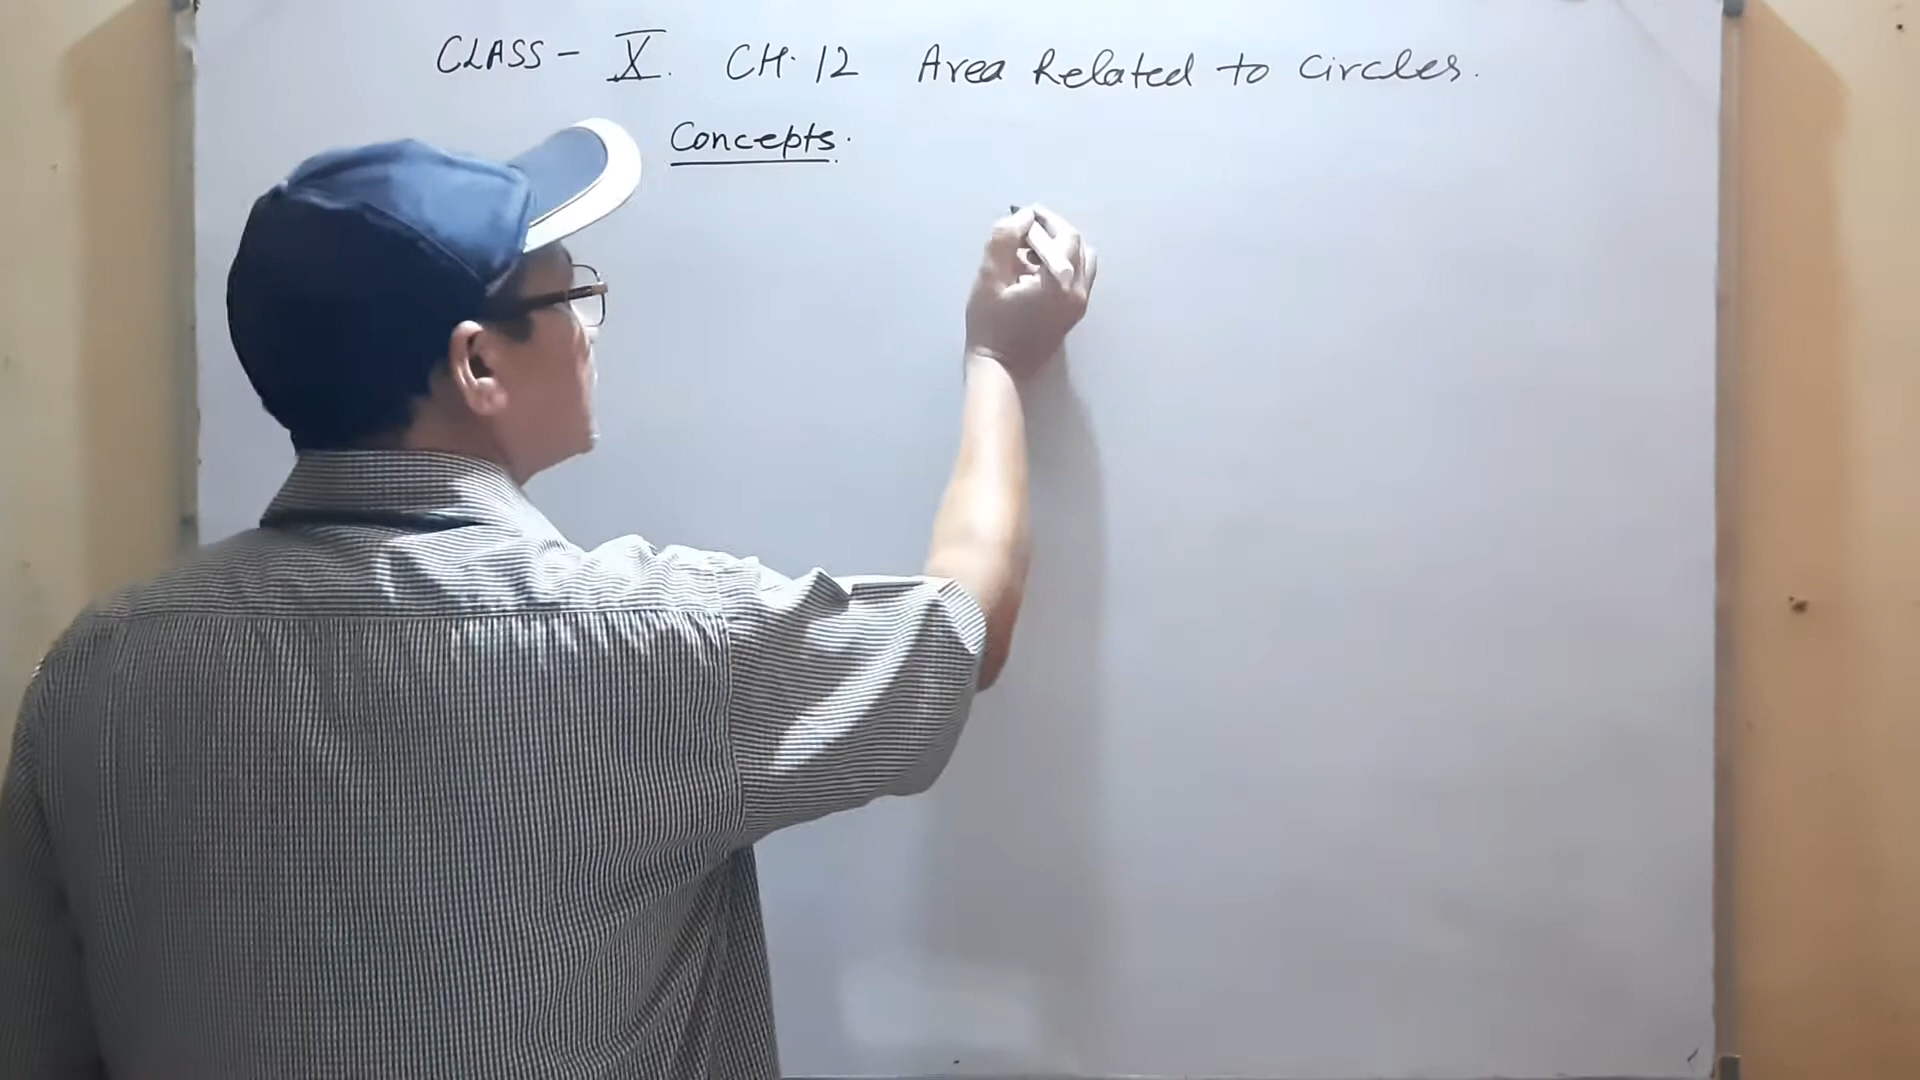 CLASS - X. CH. 12 Area Related to Circles.
Concepts.